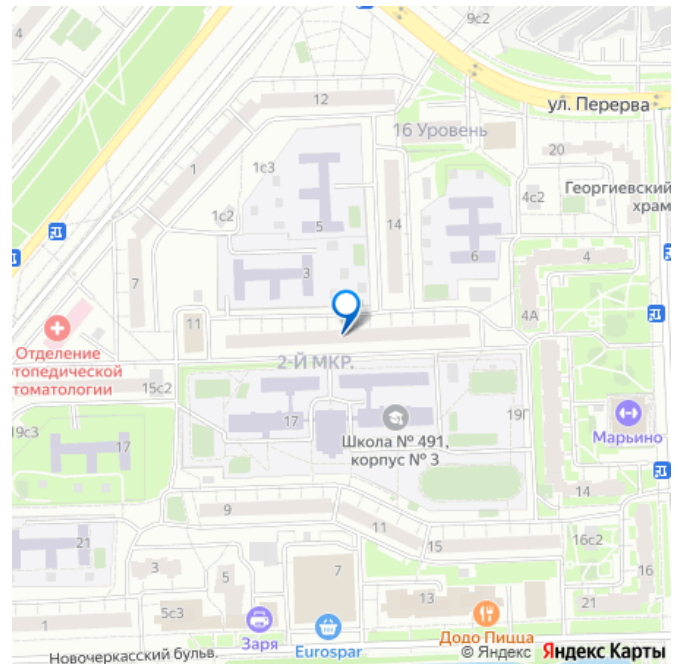 4
9с2
12
ул. Перерва
16 Уровень
20
1
1с3
4с2
Георгиевский
храм
1с2
5
14
6
4
3
7
4А
11
2-Й МКР.
Отделение
топедической
томатологии
15с2
17
19Г
Марьино
Школа № 491,
корпус № 3
19с3
17
14
9
11
15
16с2
21
3
5
7
16
13
21
5с3
1
Заря
Eurospar
Додо Пицца
Новочеркасский бульв.
© Яндекс Яндекс Карты